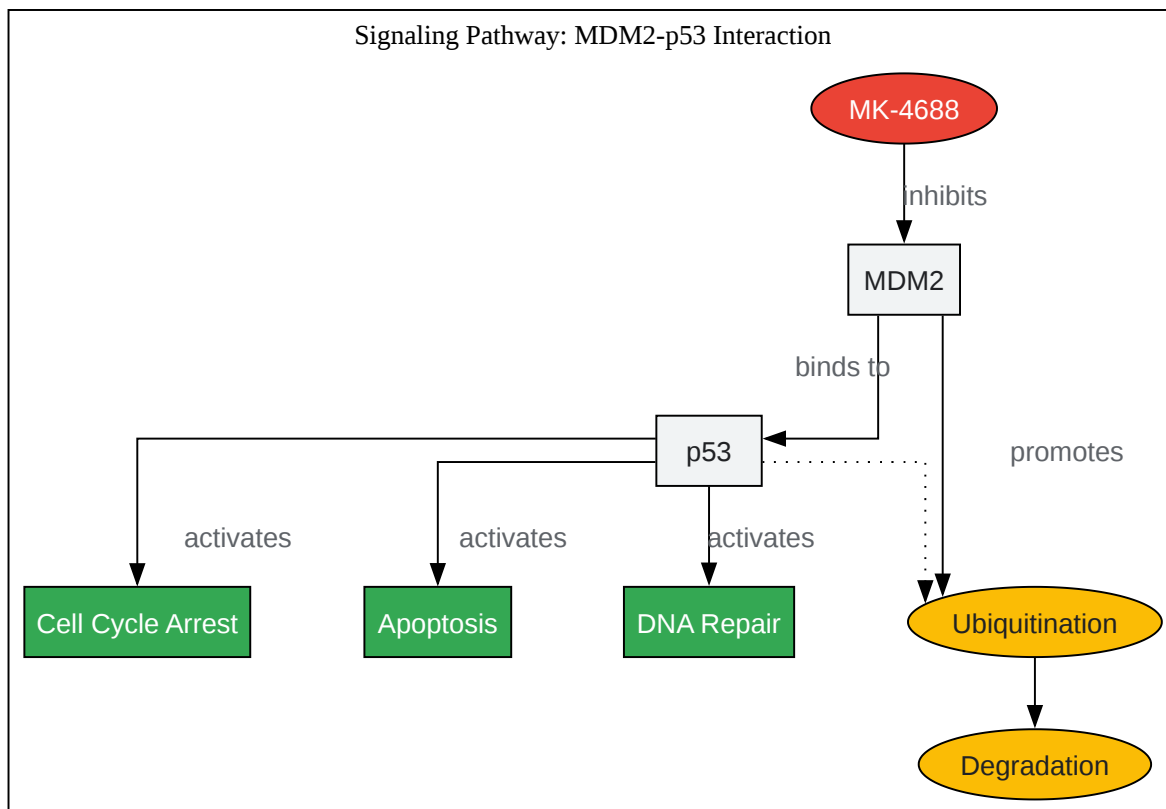 Signaling Pathway: MDM2-p53 Interaction
MK-4688
inhibits
MDM2
binds to
p53
promotes
activates
activates
activates
Cell Cycle Arrest
Apoptosis
DNA Repair
Ubiquitination
Degradation